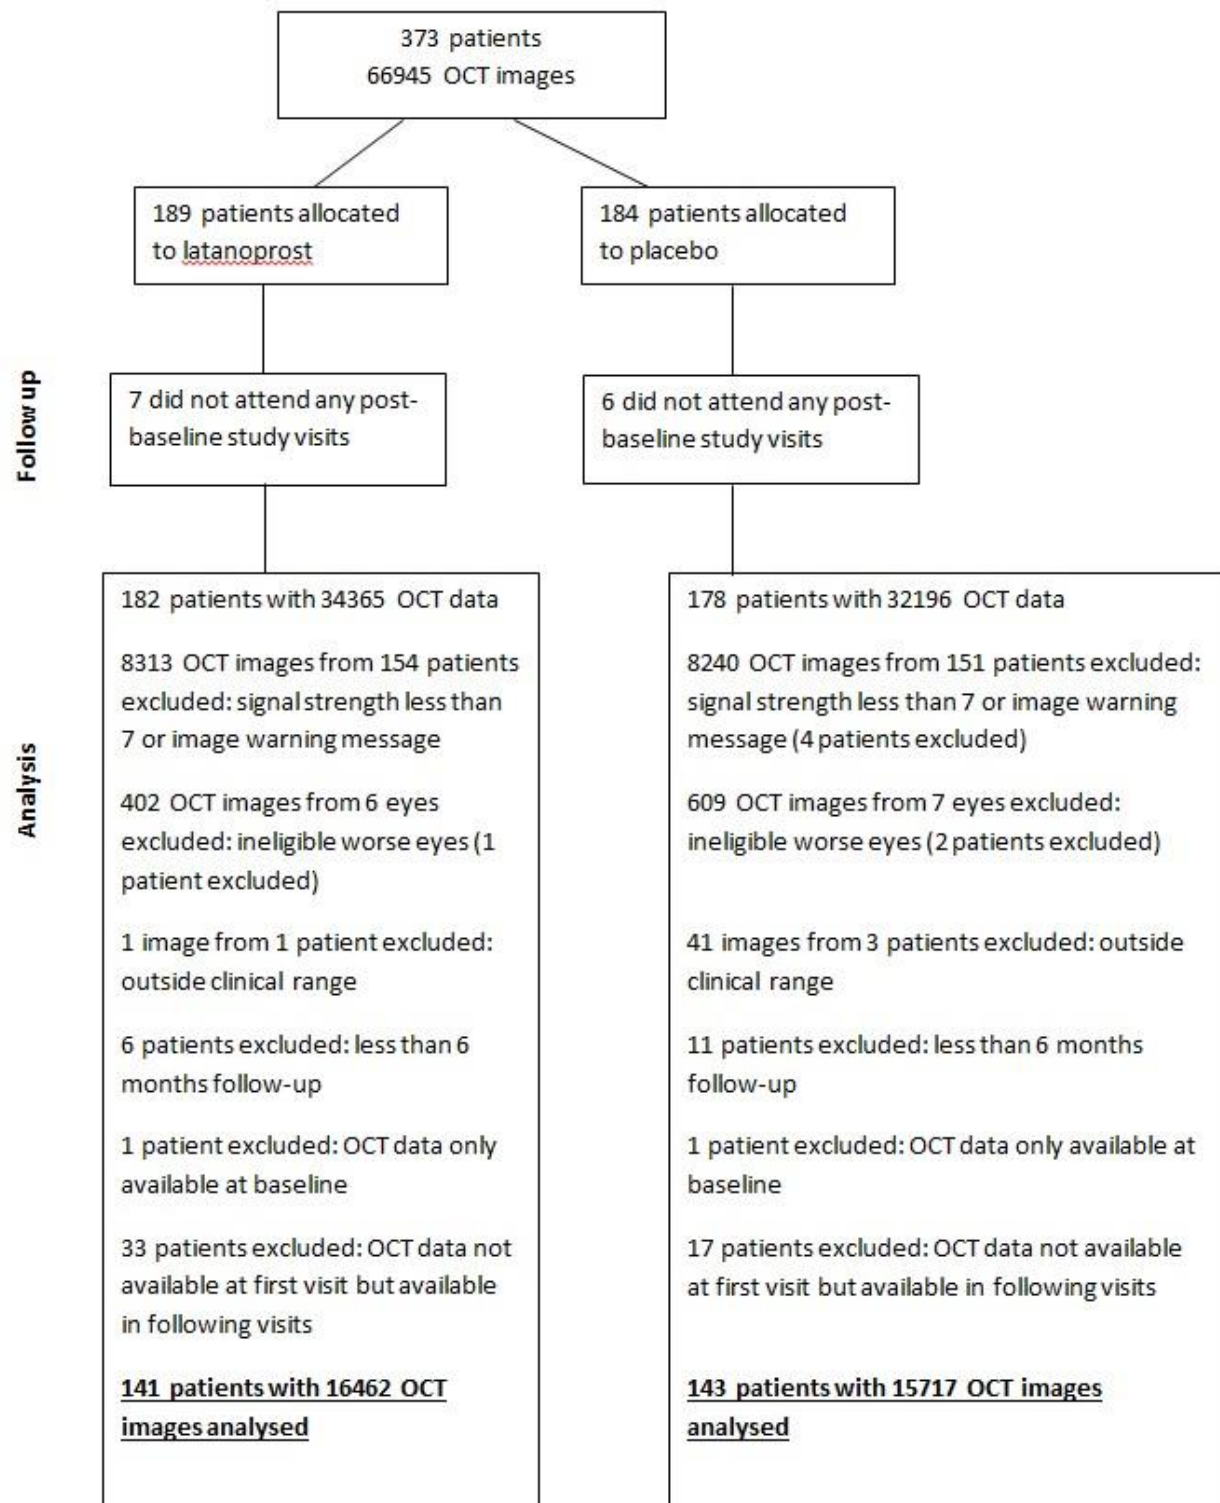 373 patients
66945 OCT images
189 patients allocated
to latanoprost
184 patients allocated
to placebo
Follow up
7 did not attend any post-
baseline study visits
6 did not attend any post-
baseline study visits
Analysis
182 patients with 34365 OCT data
8313 OCT images from 154 patients
excluded: signal strength less than
7 or image warning message
402 OCT images from 6 eyes
excluded: ineligible worse eyes (1
patient excluded)
1 image from 1 patient excluded:
outside clinical range
6 patients excluded: less than 6
months follow-up
1 patient excluded: OCT data only
available at baseline
33 patients excluded: OCT data not
available at first visit but available
in following visits
141 patients with 16462 OCT
images analysed
178 patients with 32196 OCT data
8240 OCT images from 151 patients excluded:
signal strength less than 7 or image warning
message (4 patients excluded)
609 OCT images from 7 eyes excluded:
ineligible worse eyes (2 patients excluded)
41 images from 3 patients excluded: outside
clinical range
11 patients excluded: less than 6 months
follow-up
1 patient excluded: OCT data only available at
baseline
17 patients excluded: OCT data not available
at first visit but available in following visits
143 patients with 15717 OCT images
analysed